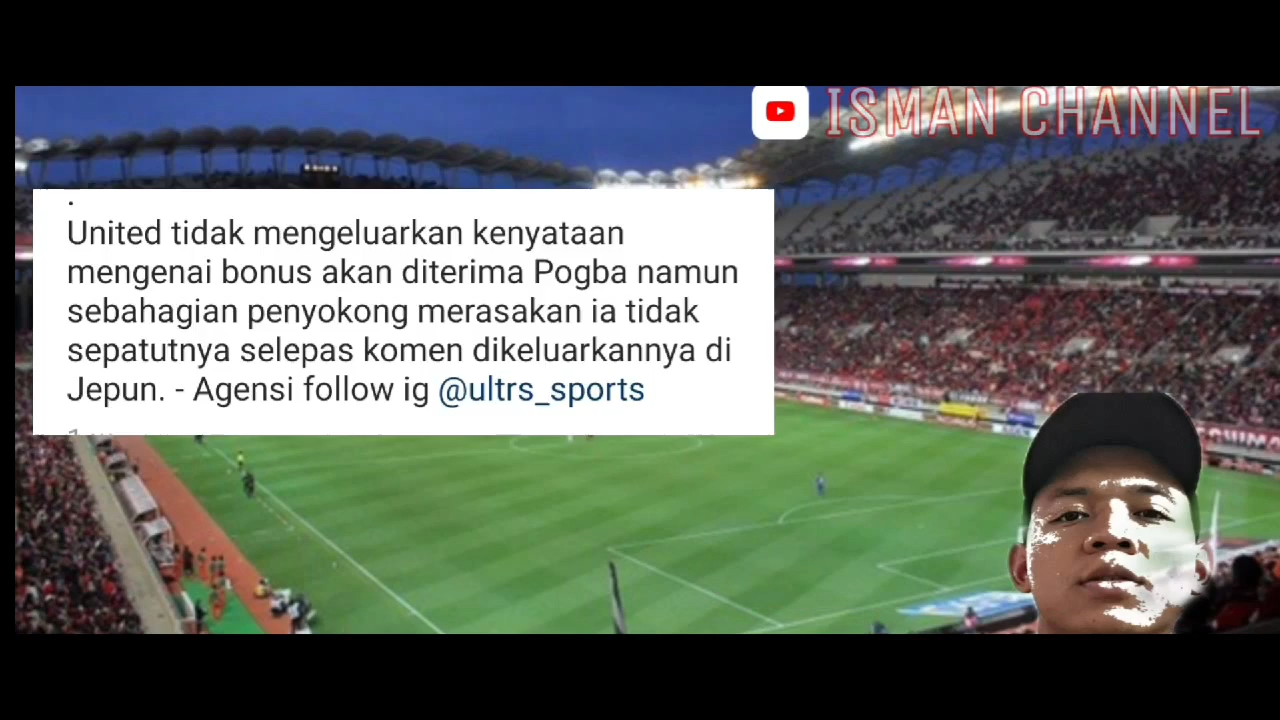 ISMAN CHANNEL
.
United tidak mengeluarkan kenyataan
mengenai bonus akan diterima Pogba namun
sebahagian penyokong merasakan ia tidak
sepatutnya selepas komen dikeluarkannya di
Jepun. - Agensi follow ig @ultrs_sports